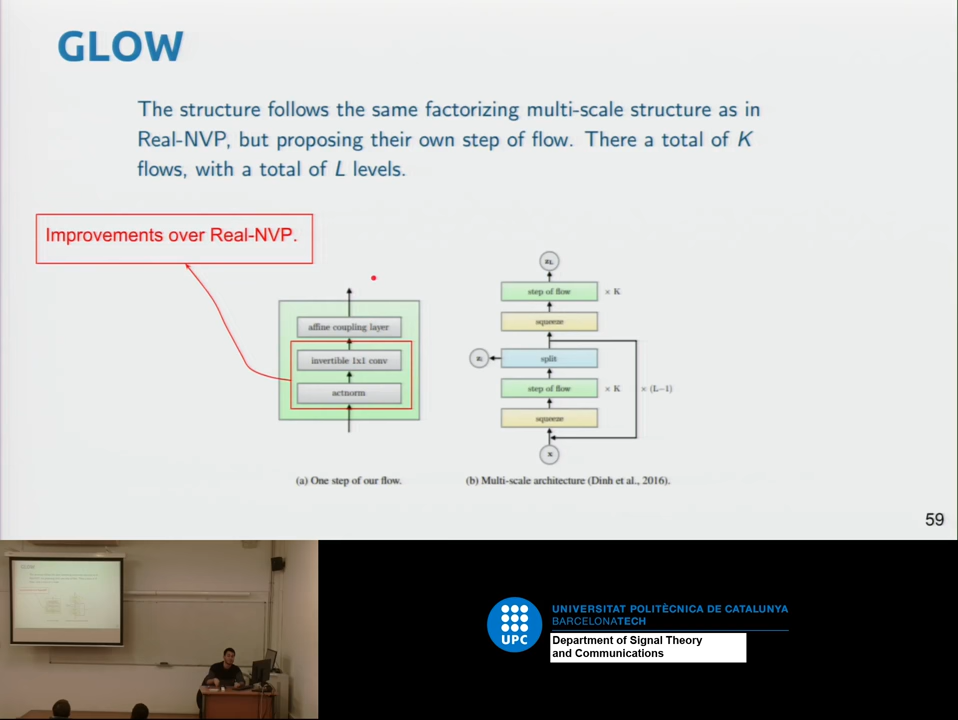 GLOW
The structure follows the same factorizing multi-scale structure as in
Real-NVP, but proposing their own step of flow. There a total of K
flows, with a total of L levels.
Improvements over Real-NVP.
affine coupling layer
invertible 1x1 conv
actnorm
(a) One step of our flow.
zL
step of flow × K
squeeze
zi split
step of flow × K × (L−1)
squeeze
x
(b) Multi-scale architecture (Dinh et al., 2016).
59
GLOW
UPC
UNIVERSITAT POLITÈCNICA DE CATALUNYA
BARCELONATECH
Department of Signal Theory
and Communications